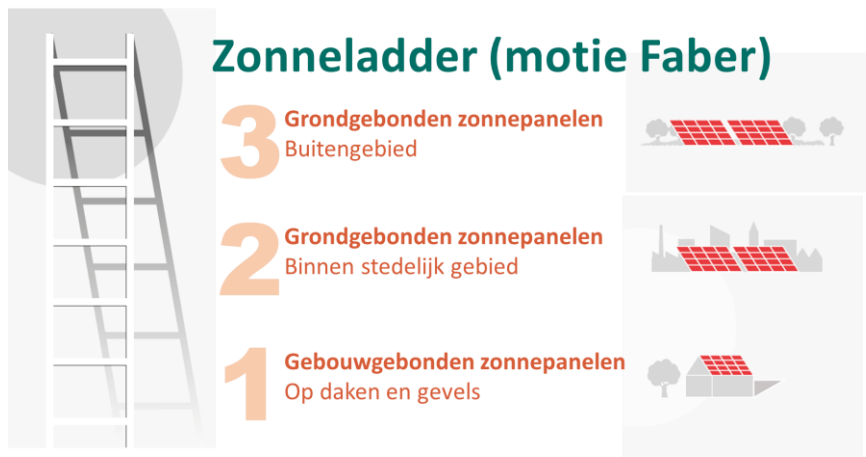 Zonneladder (motie Faber)
3
Grondgebonden zonnepanelen
Buitengebied
2
Grondgebonden zonnepanelen
Binnen stedelijk gebied
1
Gebouwgebonden zonnepanelen
Op daken en gevels